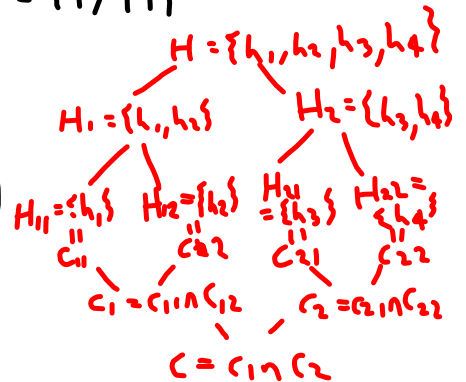 H = {h1, h2, h3, h4}
H1 = {h1, h2}
H2 = {h3, h4}
H11 = {h1}
H12 = {h2}
H21 = {h3}
H22 = {h4}
= C11
= C22
= C21
= C22
C1 = C11 ∩ C12
C2 = C21 ∩ C22
C = C1 ∩ C2